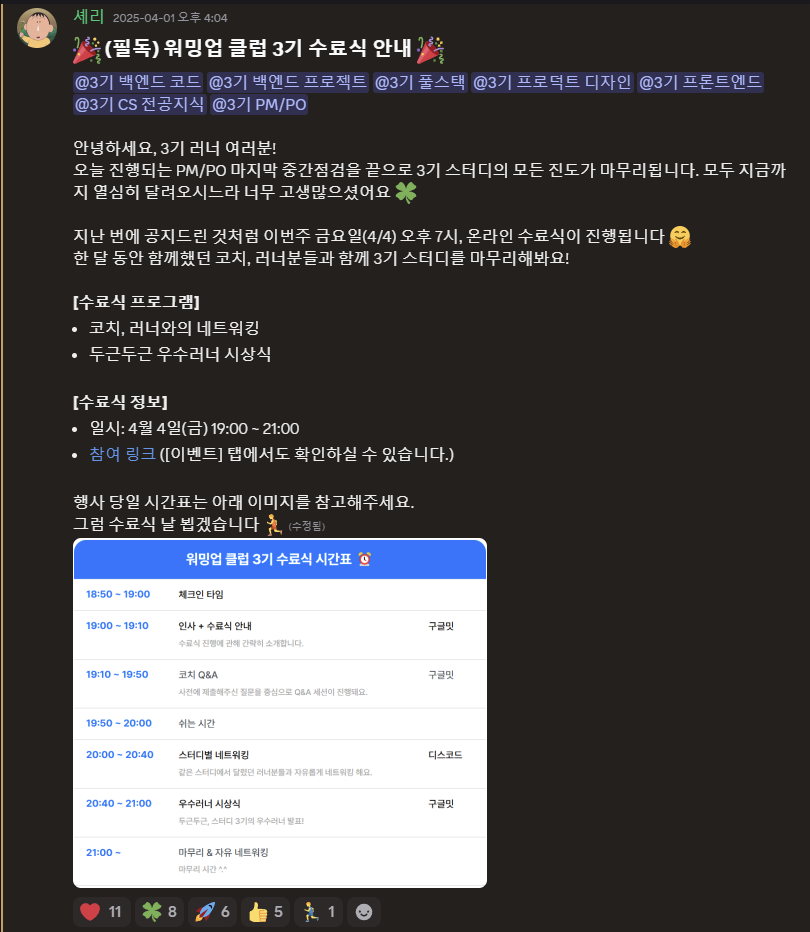 셰리 2025-04-01 오후 4:04
🎉 (필독) 워밍업 클럽 3기 수료식 안내 🎉
@3기 백엔드 코드 @3기 백엔드 프로젝트 @3기 풀스택 @3기 프로덕트 디자인 @3기 프론트엔드
@3기 CS 전공지식 @3기 PM/PO
안녕하세요, 3기 러너 여러분!
오늘 진행되는 PM/PO 마지막 중간점검을 끝으로 3기 스터디의 모든 진도가 마무리됩니다. 모두 지금까
지 열심히 달려오시느라 너무 고생많으셨어요 🍀
지난 번에 공지드린 것처럼 이번주 금요일(4/4) 오후 7시, 온라인 수료식이 진행됩니다 🤗
한 달 동안 함께했던 코치, 러너분들과 함께 3기 스터디를 마무리해봐요!
[수료식 프로그램]
• 코치, 러너와의 네트워킹
• 두근두근 우수러너 시상식
[수료식 정보]
• 일시: 4월 4일(금) 19:00 ~ 21:00
• 참여 링크 ([이벤트] 탭에서도 확인하실 수 있습니다.)
행사 당일 시간표는 아래 이미지를 참고해주세요.
그럼 수료식 날 뵙겠습니다 🏃 (수정됨)
워밍업 클럽 3기 수료식 시간표 ⏰
18:50 ~ 19:00 체크인 타임
19:00 ~ 19:10 인사 + 수료식 안내 구글밋
수료식 진행에 관해 간략히 소개합니다.
19:10 ~ 19:50 코치 Q&A 구글밋
사전에 제출해주신 질문을 중심으로 Q&A 세션이 진행돼요.
19:50 ~ 20:00 쉬는 시간
20:00 ~ 20:40 스터디별 네트워킹 디스코드
같은 스터디에서 달렸던 러너분들과 자유롭게 네트워킹 해요.
20:40 ~ 21:00 우수러너 시상식 구글밋
두근두근, 스터디 3기의 우수러너 발표!
21:00 ~ 마무리 & 자유 네트워킹
마무리 시간 ^.^
❤️ 11 🍀 8 🚀 6 👍 5 🏃‍♂️ 1